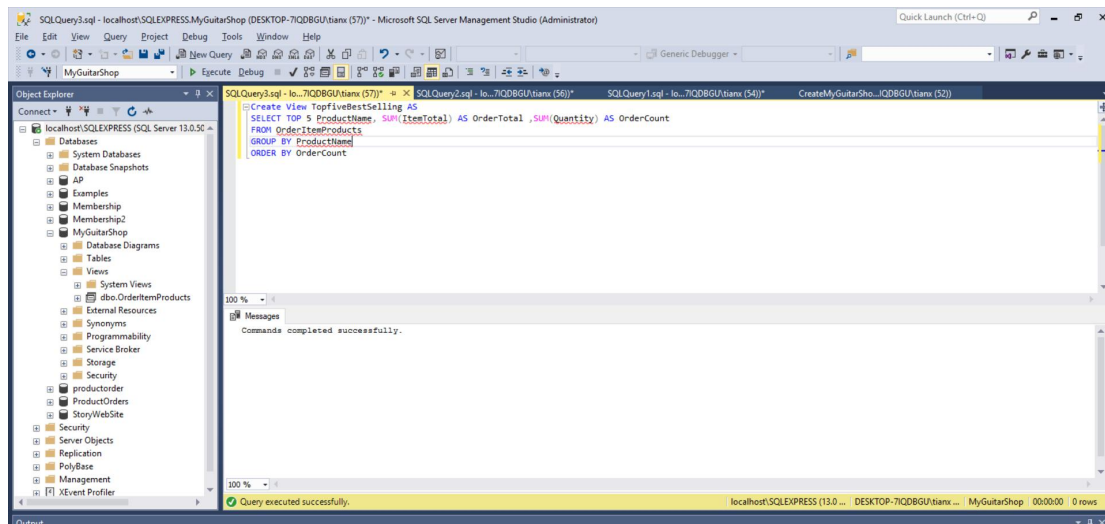 SQLQuery3.sql - localhost\SQLEXPRESS.MyGuitarShop (DESKTOP-7IQDBGU\tianx (57))* - Microsoft SQL Server Management Studio (Administrator)
Quick Launch (Ctrl+Q)
File Edit View Query Project Debug Tools Window Help
New Query
Generic Debugger
MyGuitarShop
Execute Debug
Object Explorer
SQLQuery3.sql - lo...7IQDBGU\tianx (57))*
SQLQuery2.sql - lo...7IQDBGU\tianx (56))*
SQLQuery1.sql - lo...7IQDBGU\tianx (54))*
CreateMyGuitarSho...IQDBGU\tianx (52))
Connect
localhost\SQLEXPRESS (SQL Server 13.0.50
Databases
System Databases
Database Snapshots
AP
Examples
Membership
Membership2
MyGuitarShop
Database Diagrams
Tables
Views
System Views
dbo.OrderItemProducts
External Resources
Synonyms
Programmability
Service Broker
Storage
Security
productorder
ProductOrders
StoryWebSite
Security
Server Objects
Replication
PolyBase
Management
XEvent Profiler
Create View TopfiveBestSelling AS
SELECT TOP 5 ProductName, SUM(ItemTotal) AS OrderTotal ,SUM(Quantity) AS OrderCount
FROM OrderItemProducts
GROUP BY ProductName
ORDER BY OrderCount
100 %
Messages
Commands completed successfully.
100 %
Query executed successfully.
localhost\SQLEXPRESS (13.0 ...
DESKTOP-7IQDBGU\tianx ...
MyGuitarShop
00:00:00
0 rows
Output